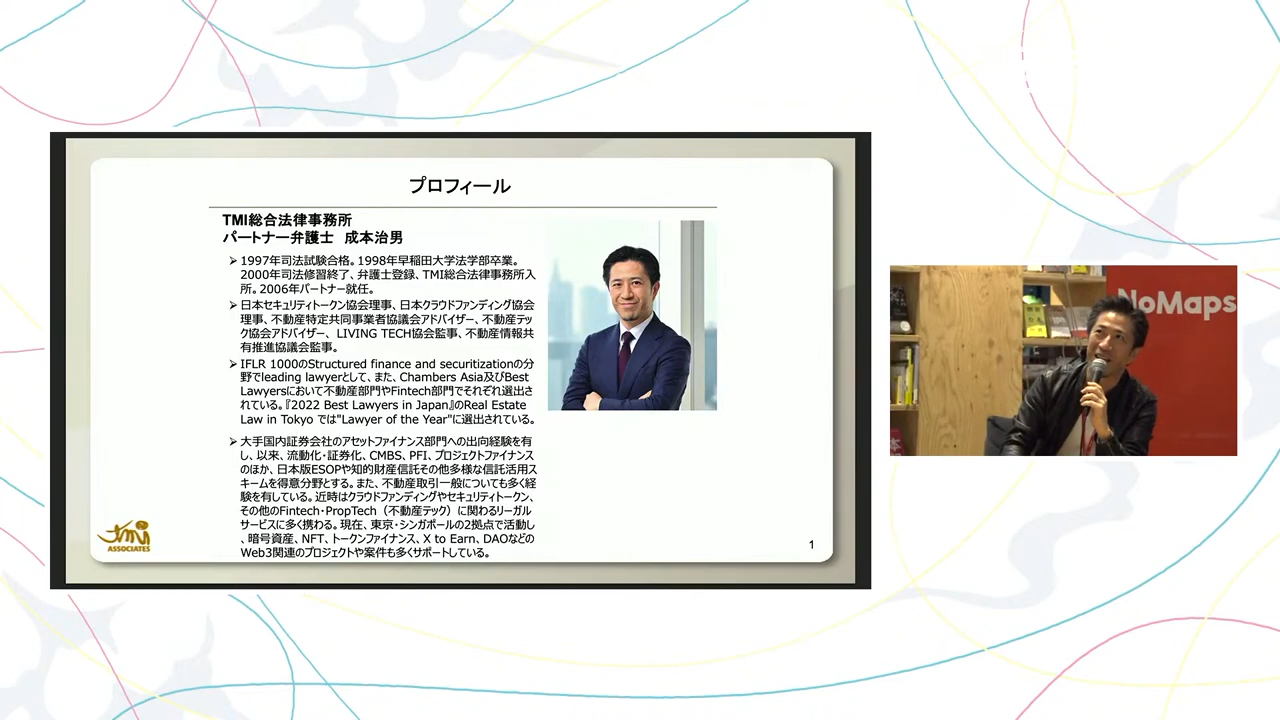 プロフィール
TMI総合法律事務所
パートナー弁護士 成本治男
➢ 1997年司法試験合格。1998年早稲田大学法学部卒業。
2000年司法修習終了、弁護士登録、TMI総合法律事務所入
所。2006年パートナー就任。
➢ 日本セキュリティトークン協会理事、日本クラウドファンディング協会
理事、不動産特定共同事業者協議会アドバイザー、不動産テッ
ク協会アドバイザー、LIVING TECH協会監事、不動産情報共
有推進協議会監事。
➢ IFLR 1000のStructured finance and securitizationの分
野でleading lawyerとして、また、Chambers Asia及びBest
Lawyersにおいて不動産部門やFintech部門でそれぞれ選出さ
れている。『2022 Best Lawyers in Japan』のReal Estate
Law in Tokyo では"Lawyer of the Year"に選出されている。
➢ 大手国内証券会社のアセットファイナンス部門への出向経験を有
し、以来、流動化・証券化、CMBS、PFI、プロジェクトファイナンス
のほか、日本版ESOPや知的財産信託その他多様な信託活用ス
キームを得意分野とする。また、不動産取引一般についても多く経
験を有している。近時はクラウドファンディングやセキュリティトークン、
その他のFintech・PropTech（不動産テック）に関わるリーガル
サービスに多く携わる。現在、東京・シンガポールの2拠点で活動し
、暗号資産、NFT、トークンファイナンス、X to Earn、DAOなどの
Web3関連のプロジェクトや案件も多くサポートしている。
tmi
ASSOCIATES
1
NoMaps